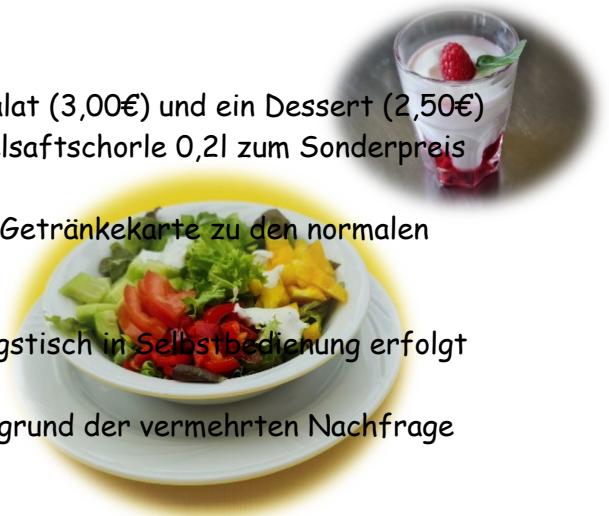 alat (3,00€) und ein Dessert (2,50€)
elsaftschorle 0,2l zum Sonderpreis
Getränkekarte zu den normalen
gstisch in Selbstbedienung erfolgt
grund der vermehrten Nachfrage